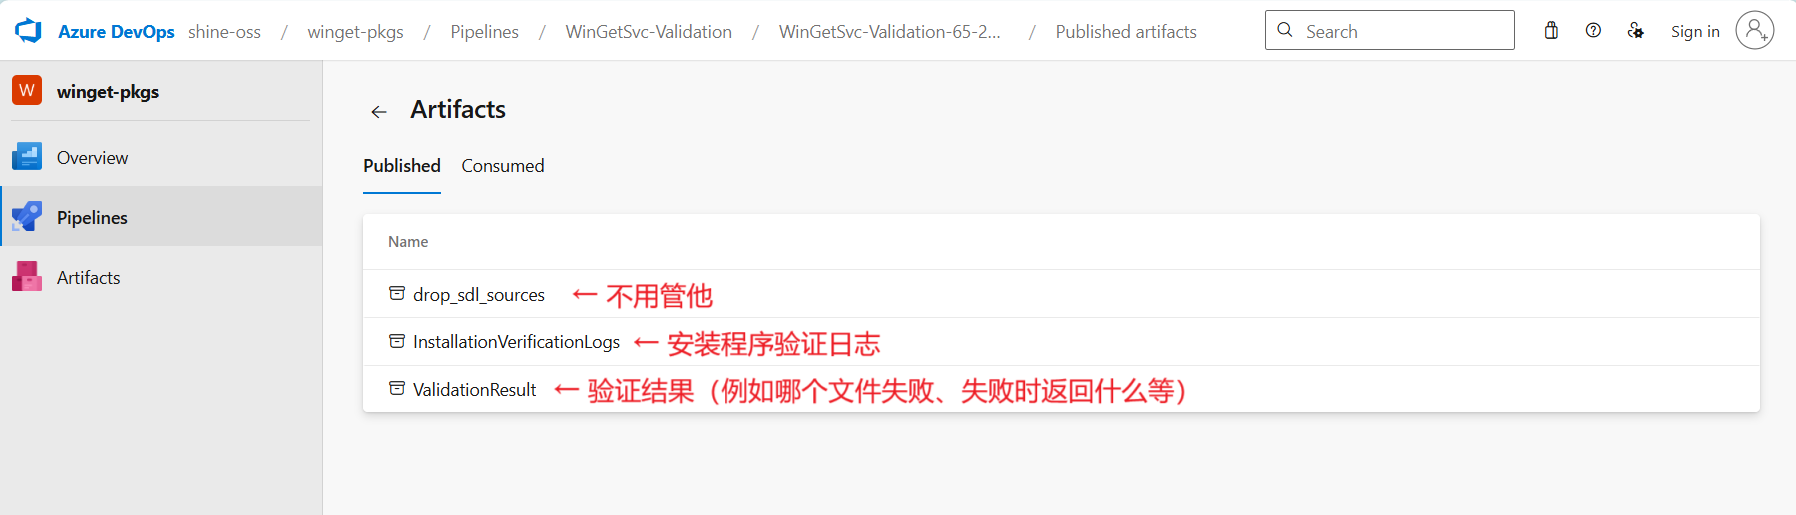 Azure DevOps shine-oss / winget-pkgs / Pipelines / WinGetSvc-Validation / WinGetSvc-Validation-65-2... / Published artifacts Search Sign in
W winget-pkgs
Overview
Pipelines
Artifacts
← Artifacts
Published Consumed
Name
drop_sdl_sources ← 不用管他
InstallationVerificationLogs ← 安装程序验证日志
ValidationResult ← 验证结果（例如哪个文件失败、失败时返回什么等）